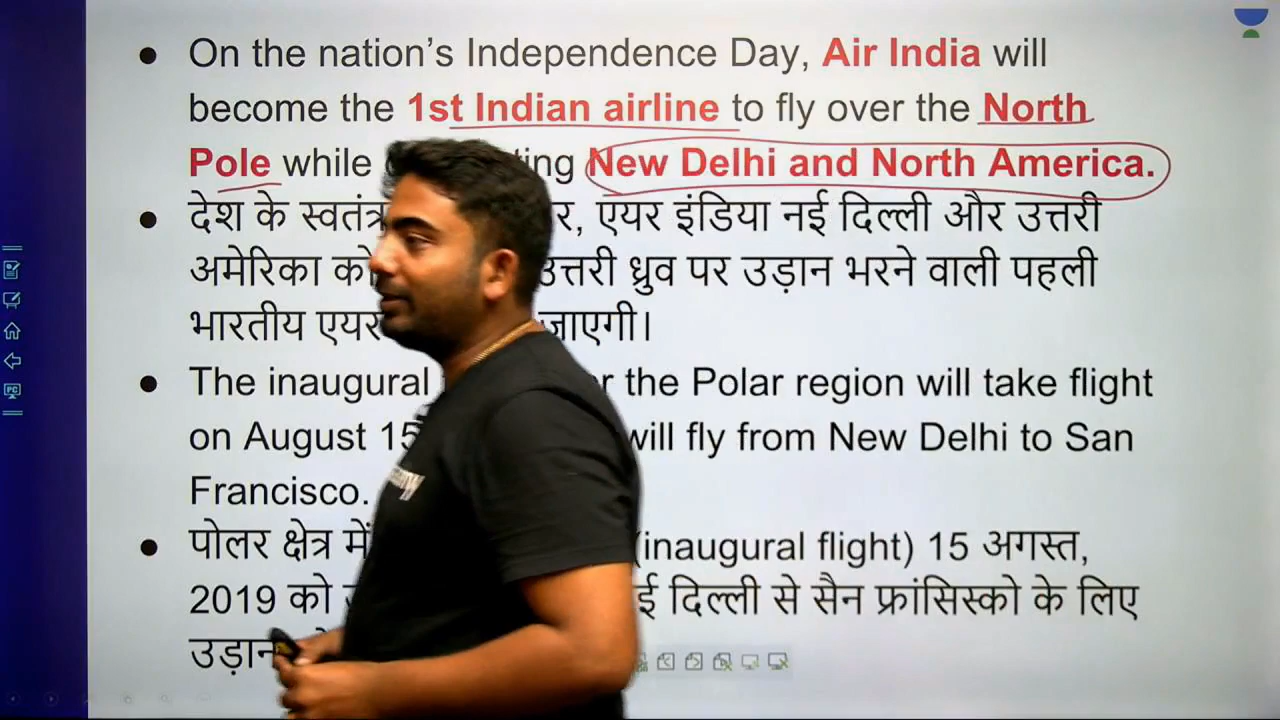 On the nation’s Independence Day, Air India will
become the 1st Indian airline to fly over the North
Pole while New Delhi and North America.
देश के एयर इंडिया नई दिल्ली और उत्तरी
अमेरिका उत्तरी ध्रुव पर उड़ान भरने वाली पहली
भारतीय एयर जाएगी।
The inaugural the Polar region will take flight
on August 15 will fly from New Delhi to San
Francisco.
पोलर क्षेत्र में (inaugural flight) 15 अगस्त,
2019 को दिल्ली से सैन फ्रांसिस्को के लिए
उड़ान